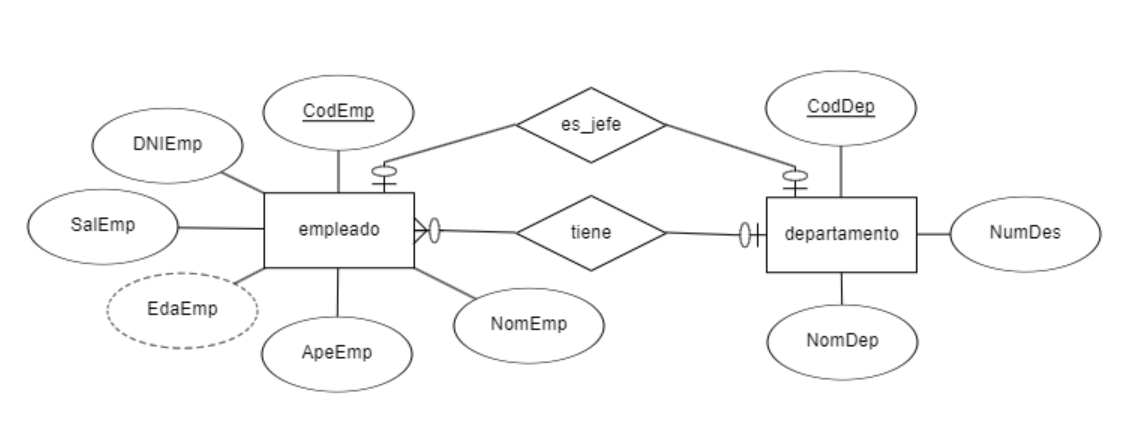 CodEmp
CodDep
es_jefe
DNIEmp
SalEmp
empleado
tiene
departamento
NumDes
EdaEmp
NomEmp
ApeEmp
NomDep